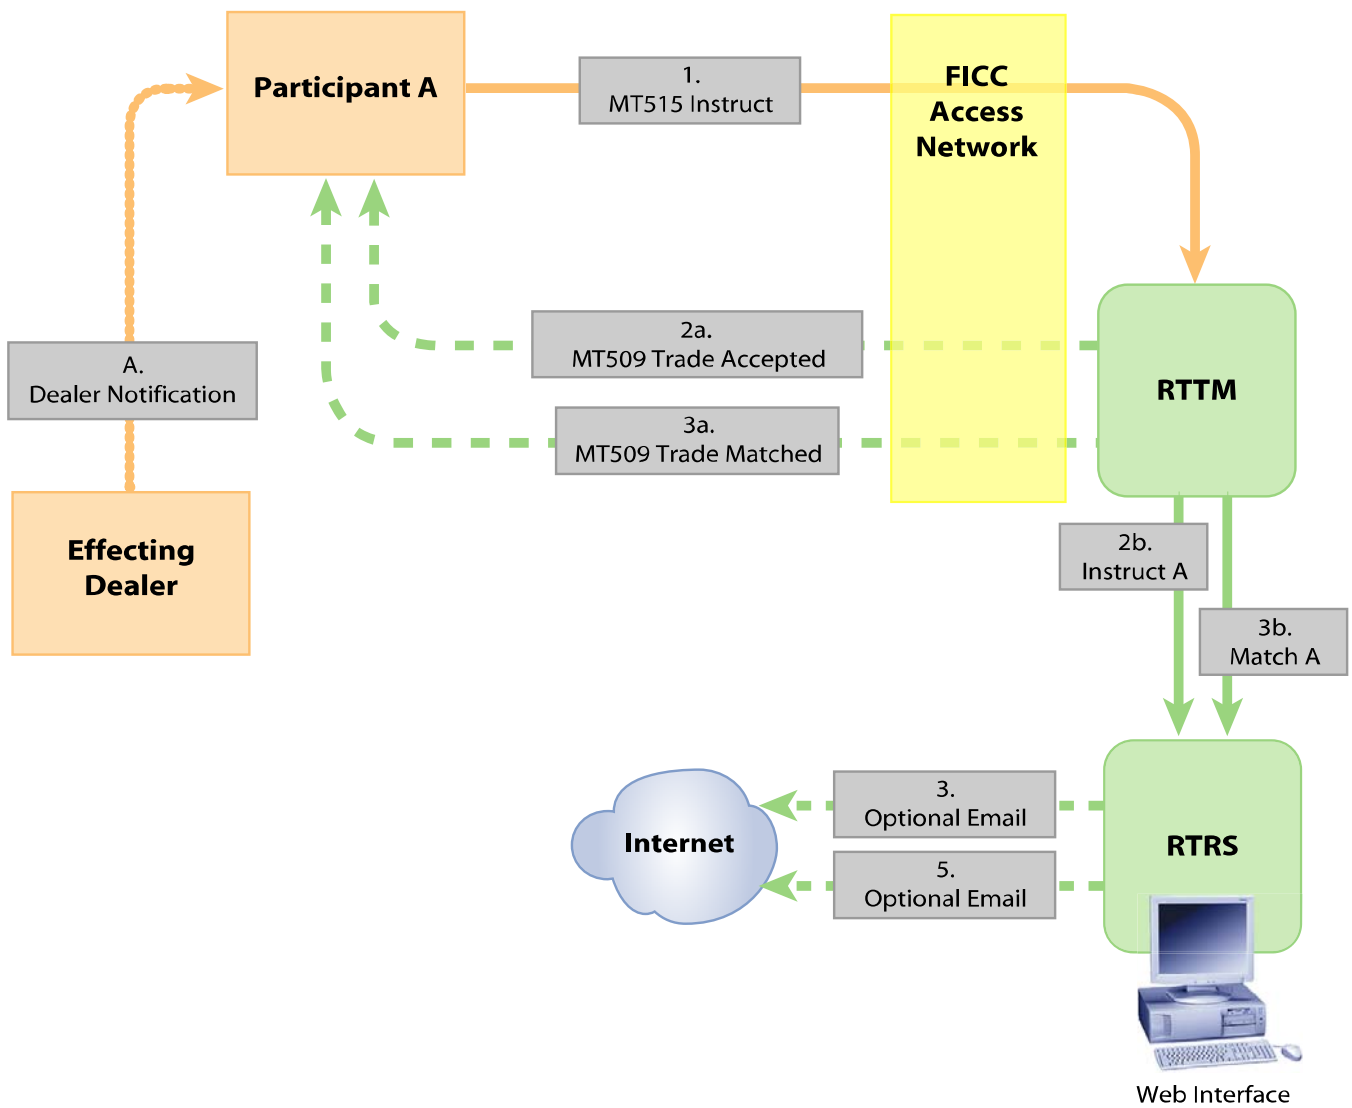 Participant A
1.
MT515 Instruct
FICC
Access
Network
2a.
MT509 Trade Accepted
A.
Dealer Notification
RTTM
3a.
MT509 Trade Matched
Effecting
Dealer
2b.
Instruct A
3b.
Match A
3.
Optional Email
Internet
RTRS
5.
Optional Email
Web Interface